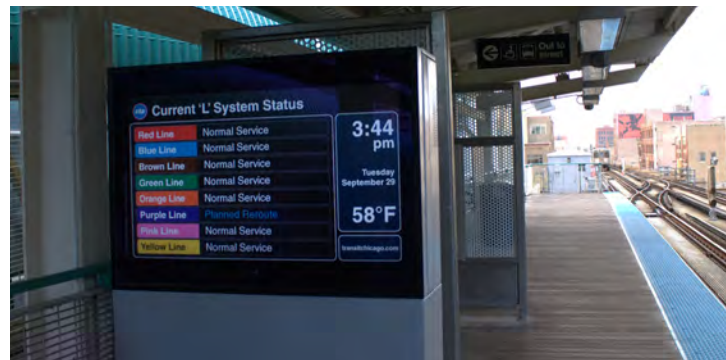 Current 'L' System Status
Red Line Normal Service
Blue Line Normal Service
Brown Line Normal Service
Green Line Normal Service
Orange Line Normal Service
Purple Line Planned Reroute
Pink Line Normal Service
Yellow Line Normal Service
3:44
pm
Tuesday
September 29
58°F
transitchicago.com
Out to
street